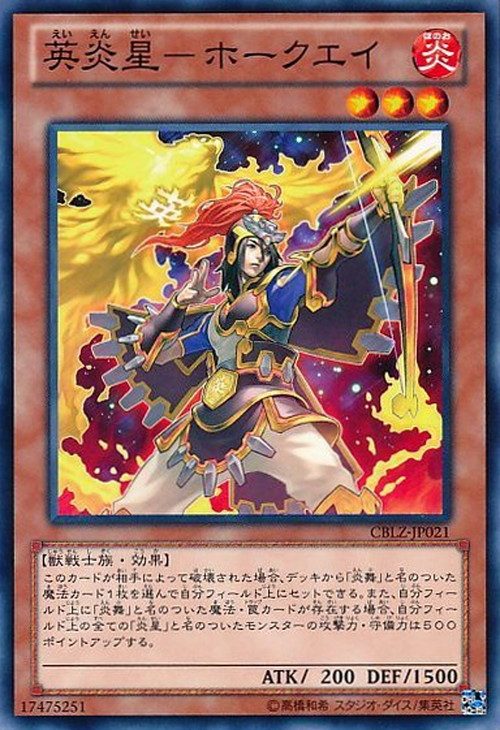 えい えん せい
英炎星－ホークエイ
ほのお
炎
CBLZ-JP021
【獣戦士族・効果】
このカードが相手によって破壊された場合、デッキから「炎舞」と名のついた
魔法カード１枚を選んで自分フィールド上にセットできる。また、自分フィー
ルド上に「炎舞」と名のついた魔法・罠カードが存在する場合、自分フィー
ルド上の全ての「炎星」と名のついたモンスターの攻撃力・守備力は５００
ポイントアップする。
ATK/ 200 DEF/1500
17475251
©高橋和希 スタジオ・ダイス/集英社